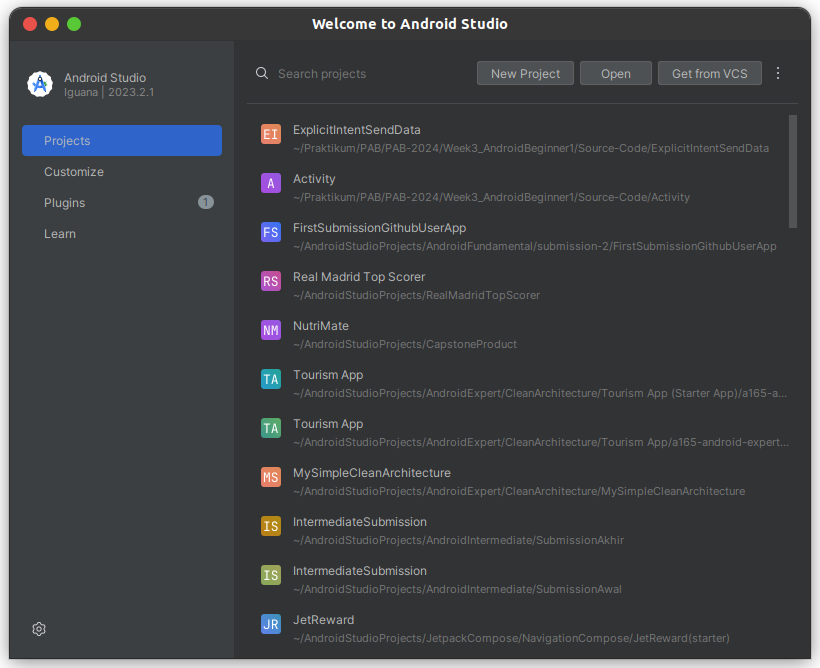 Welcome to Android Studio
Android Studio
Iguana | 2023.2.1
Projects
Customize
Plugins 1
Learn
Search projects
New Project
Open
Get from VCS
EI ExplicitIntentSendData
~/Praktikum/PAB/PAB-2024/Week3_AndroidBeginner1/Source-Code/ExplicitIntentSendData
A Activity
~/Praktikum/PAB/PAB-2024/Week3_AndroidBeginner1/Source-Code/Activity
FS FirstSubmissionGithubUserApp
~/AndroidStudioProjects/AndroidFundamental/submission-2/FirstSubmissionGithubUserApp
RS Real Madrid Top Scorer
~/AndroidStudioProjects/RealMadridTopScorer
NM NutriMate
~/AndroidStudioProjects/CapstoneProduct
TA Tourism App
~/AndroidStudioProjects/AndroidExpert/CleanArchitecture/Tourism App (Starter App)/a165-a...
TA Tourism App
~/AndroidStudioProjects/AndroidExpert/CleanArchitecture/Tourism App/a165-android-expert...
MS MySimpleCleanArchitecture
~/AndroidStudioProjects/AndroidExpert/CleanArchitecture/MySimpleCleanArchitecture
IS IntermediateSubmission
~/AndroidStudioProjects/AndroidIntermediate/SubmissionAkhir
IS IntermediateSubmission
~/AndroidStudioProjects/AndroidIntermediate/SubmissionAwal
JR JetReward
~/AndroidStudioProjects/JetpackCompose/NavigationCompose/JetReward(starter)